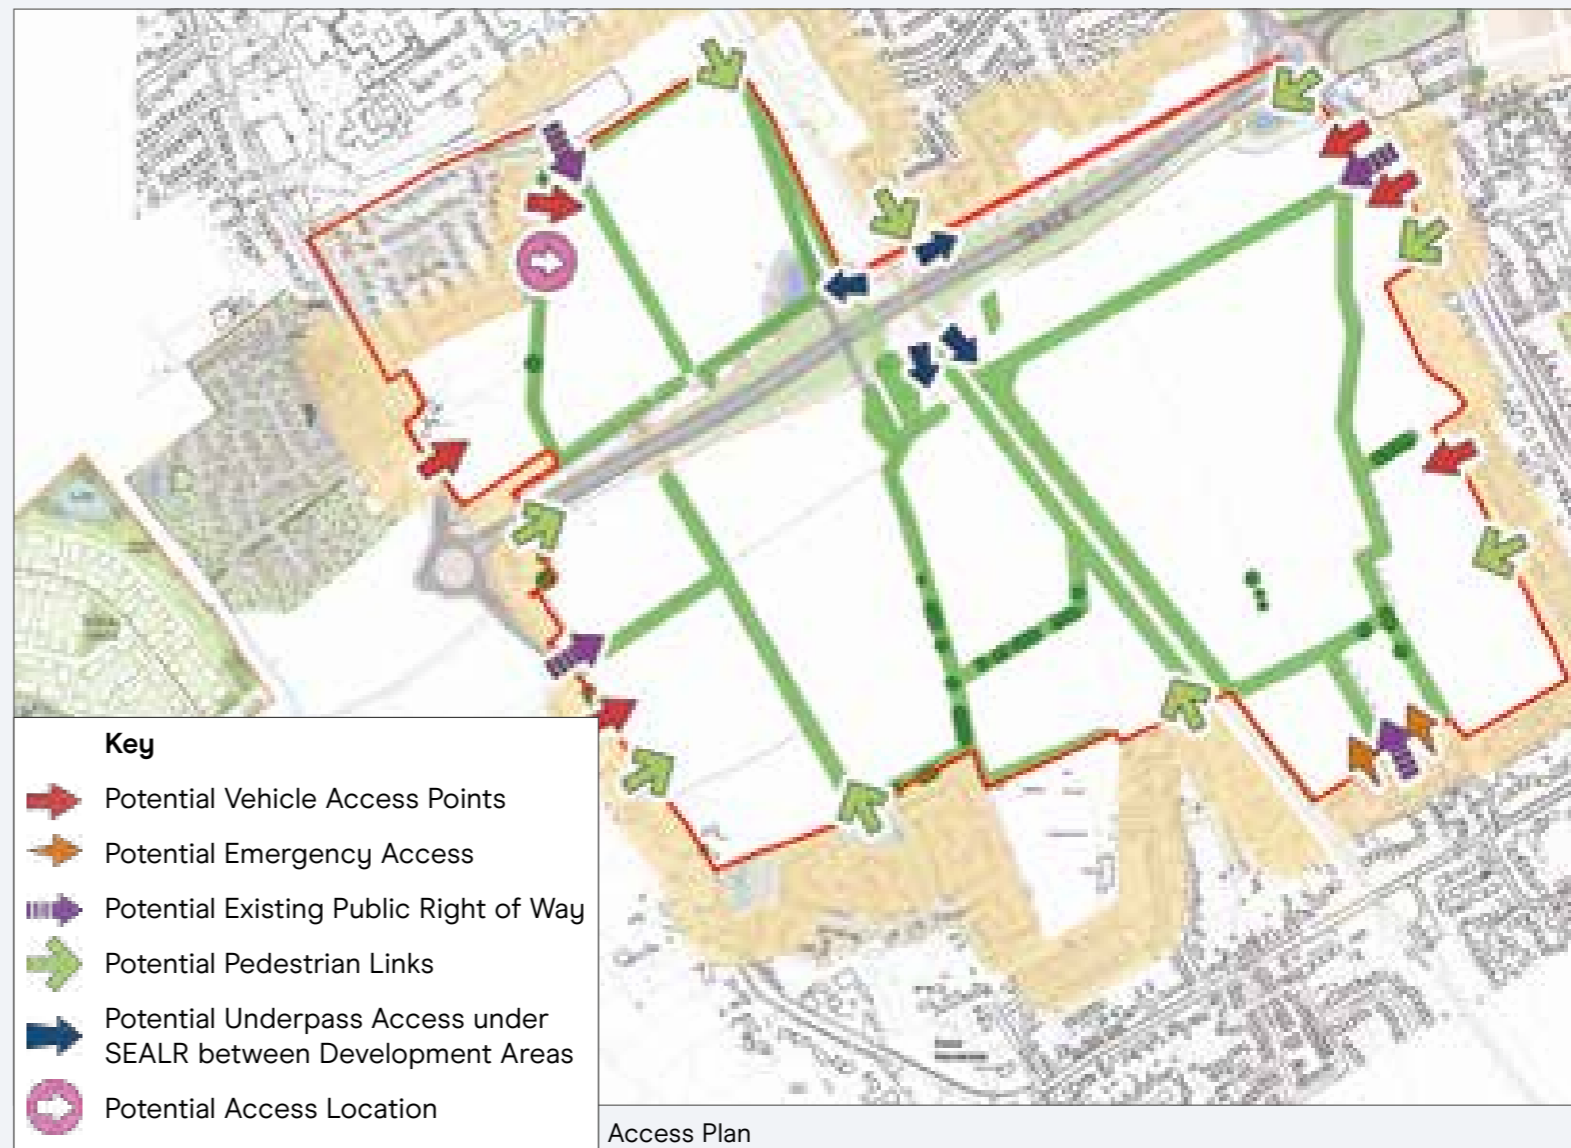 Key
Potential Vehicle Access Points
Potential Emergency Access
Potential Existing Public Right of Way
Potential Pedestrian Links
Potential Underpass Access under
SEALR between Development Areas
Potential Access Location
Access Plan